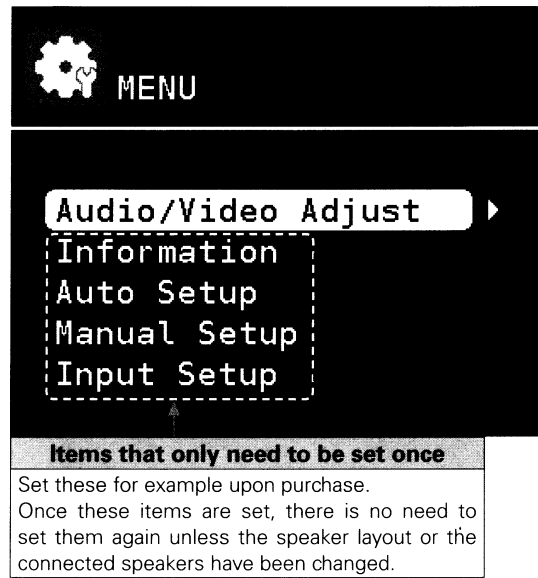 MENU
Audio/Video Adjust
Information
Auto Setup
Manual Setup
Input Setup
Items that only need to be set once
Set these for example upon purchase.
Once these items are set, there is no need to
set them again unless the speaker layout or the
connected speakers have been changed.